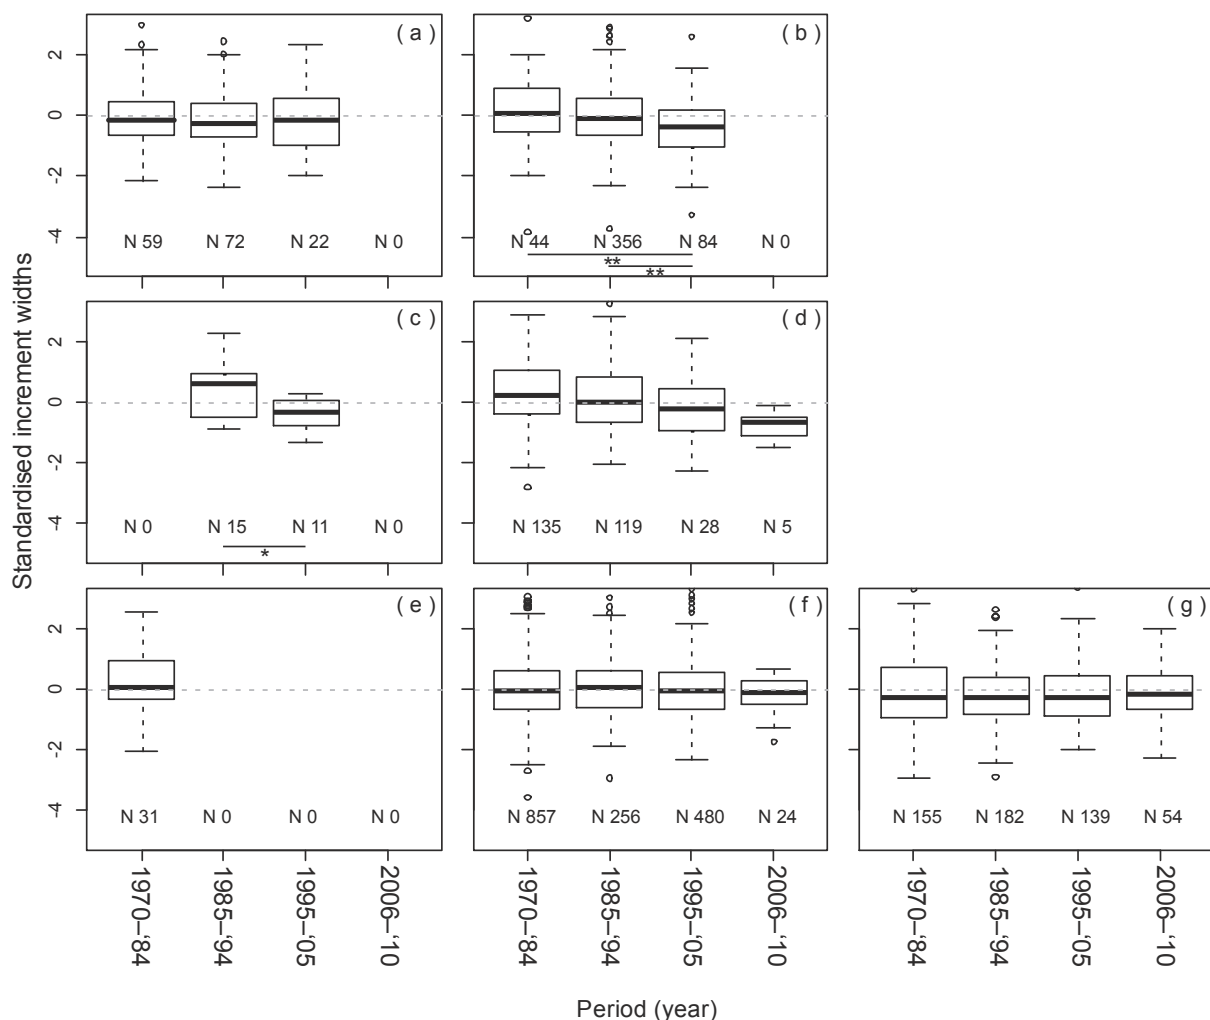 ( a )
2
0
-2
-4
N 59 N 72 N 22 N 0
( b )
N 44 N 356 N 84 N 0
**
**
( c )
2
0
-2
-4
N 0 N 15 N 11 N 0
*
( d )
N 135 N 119 N 28 N 5
( e )
2
0
-2
-4
N 31 N 0 N 0 N 0
( f )
N 857 N 256 N 480 N 24
( g )
N 155 N 182 N 139 N 54
Standardised increment widths
1970–'84
1985–'94
1995–'05
2006–'10
1970–'84
1985–'94
1995–'05
2006–'10
1970–'84
1985–'94
1995–'05
2006–'10
Period (year)